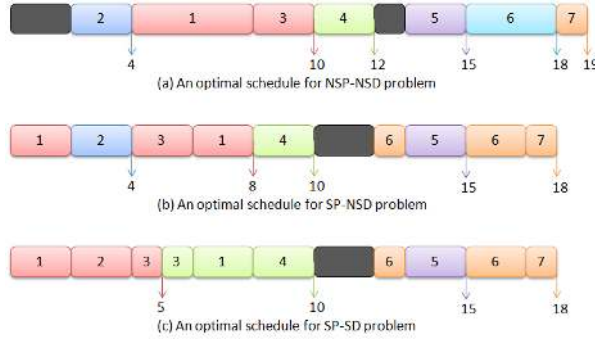 2 1 3 4 5 6 7
4 10 12 15 18 19
(a) An optimal schedule for NSP-NSD problem
1 2 3 1 4 6 5 6 7
4 8 10 15 18
(b) An optimal schedule for SP-NSD problem
1 2 3 3 1 4 6 5 6 7
5 10 15 18
(c) An optimal schedule for SP-SD problem